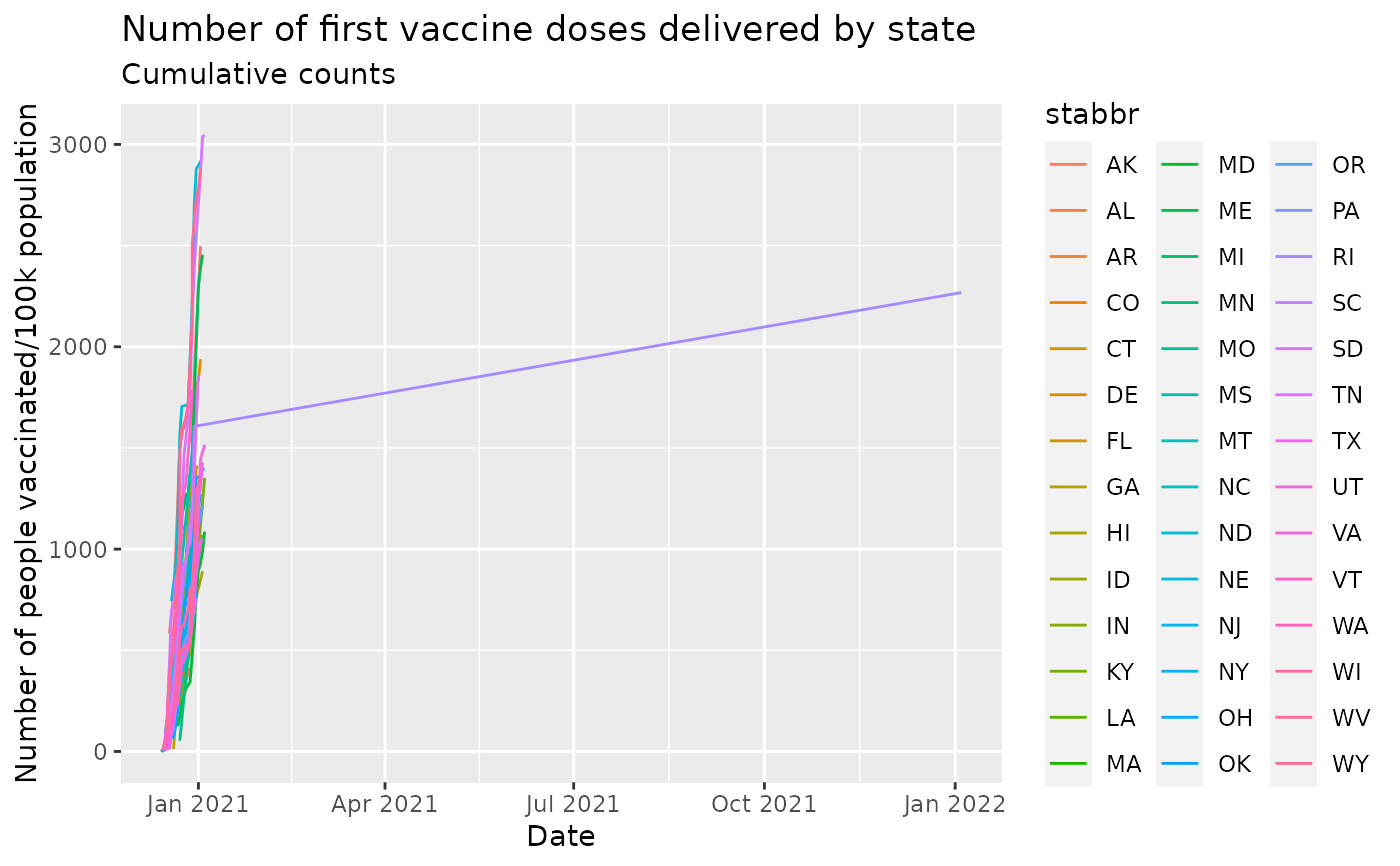 Number of first vaccine doses delivered by state
Cumulative counts
Number of people vaccinated/100k population
3000
2000
1000
0
Jan 2021
Apr 2021
Jul 2021
Oct 2021
Jan 2022
Date
stabbr
AK
AL
AR
CO
CT
DE
FL
GA
HI
ID
IN
KY
LA
MA
MD
ME
MI
MN
MO
MS
MT
NC
ND
NE
NJ
NY
OH
OK
OR
PA
RI
SC
SD
TN
TX
UT
VA
VT
WA
WI
WV
WY